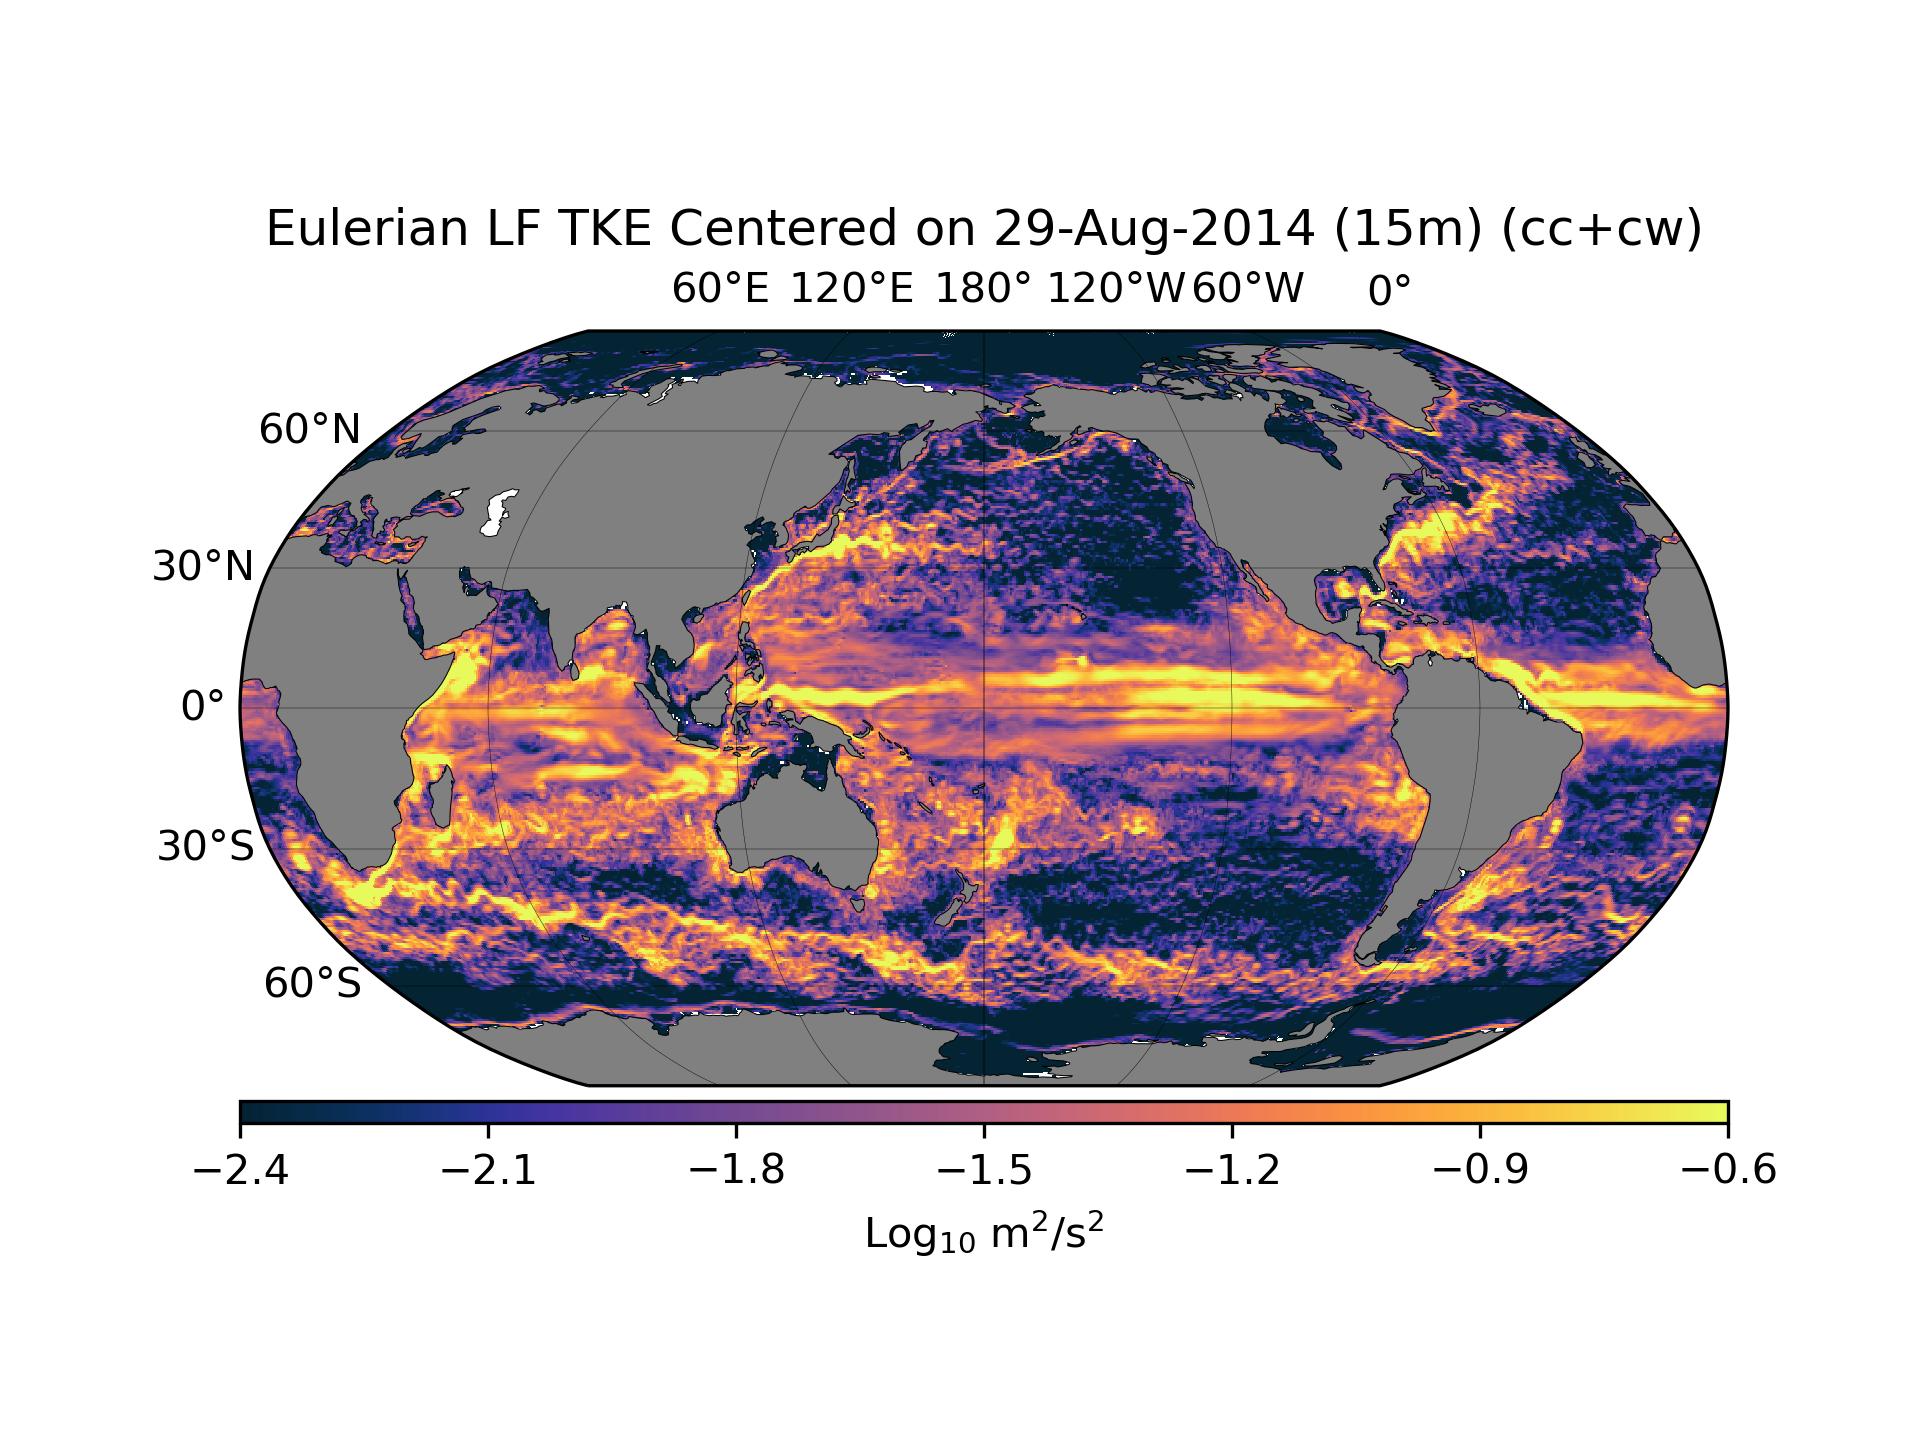 Eulerian LF TKE Centered on 29-Aug-2014 (15m) (cc+cw)
60°E 120°E 180° 120°W 60°W 0°
60°N
30°N
0°
30°S
60°S
−2.4 −2.1 −1.8 −1.5 −1.2 −0.9 −0.6
Log₁₀ m²/s²